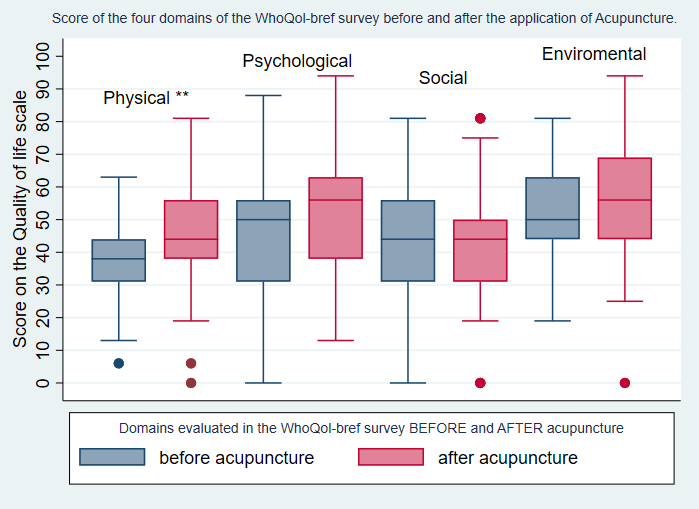 Score of the four domains of the WhoQol-bref survey before and after the application of Acupuncture.
Score on the Quality of life scale
100
90
80
70
60
50
40
30
20
10
0
Physical **
Psychological
Social
Enviromental
Domains evaluated in the WhoQol-bref survey BEFORE and AFTER acupuncture
before acupuncture
after acupuncture